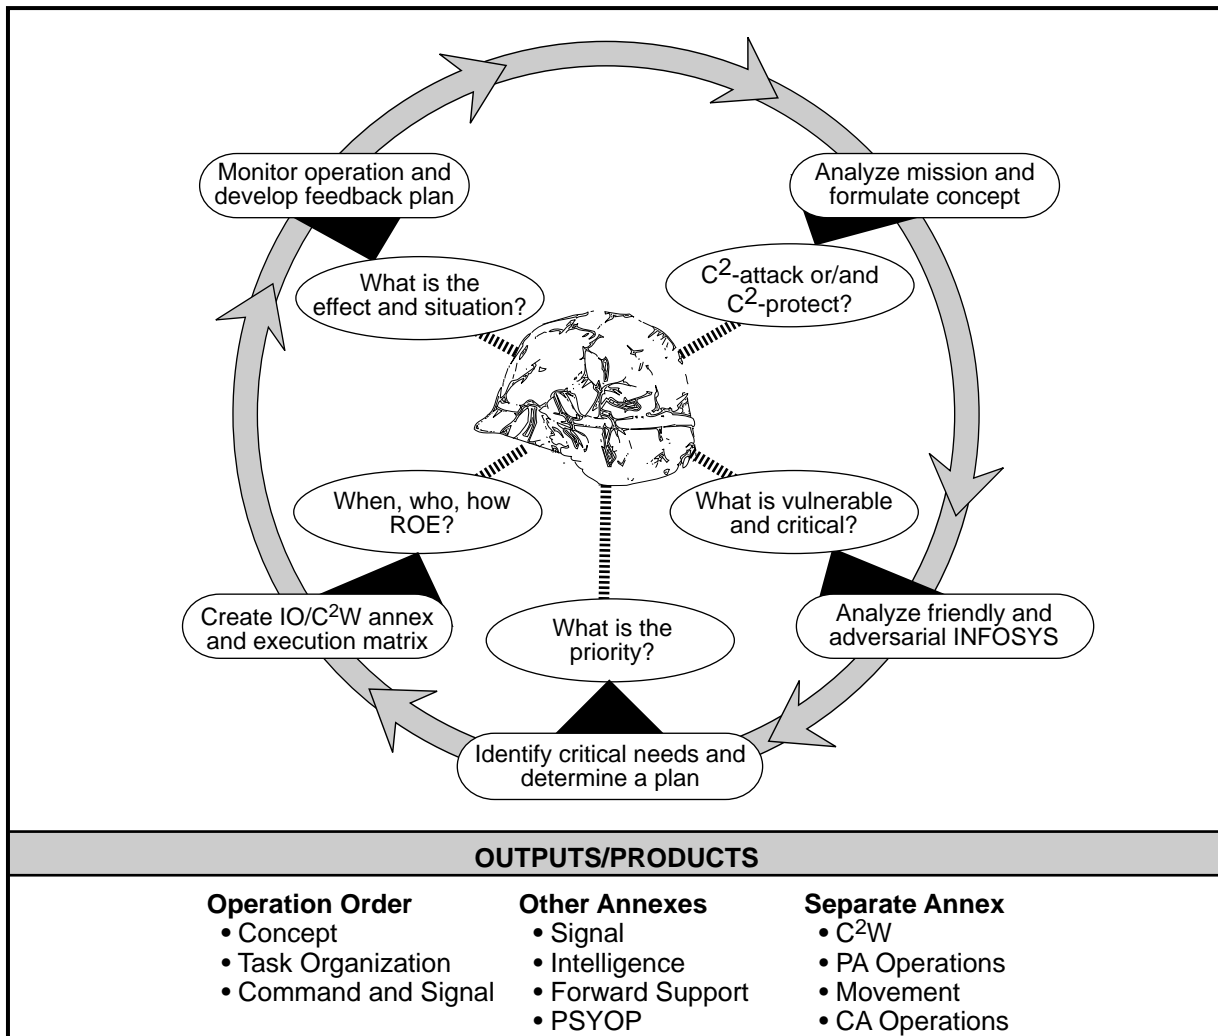 Monitor operation and
develop feedback plan
Analyze mission and
formulate concept
What is the
effect and situation?
C²-attack or/and
C²-protect?
When, who, how
ROE?
What is vulnerable
and critical?
Create IO/C²W annex
and execution matrix
What is the
priority?
Analyze friendly and
adversarial INFOSYS
Identify critical needs and
determine a plan
OUTPUTS/PRODUCTS
Operation Order
• Concept
• Task Organization
• Command and Signal
Other Annexes
• Signal
• Intelligence
• Forward Support
• PSYOP
Separate Annex
• C²W
• PA Operations
• Movement
• CA Operations